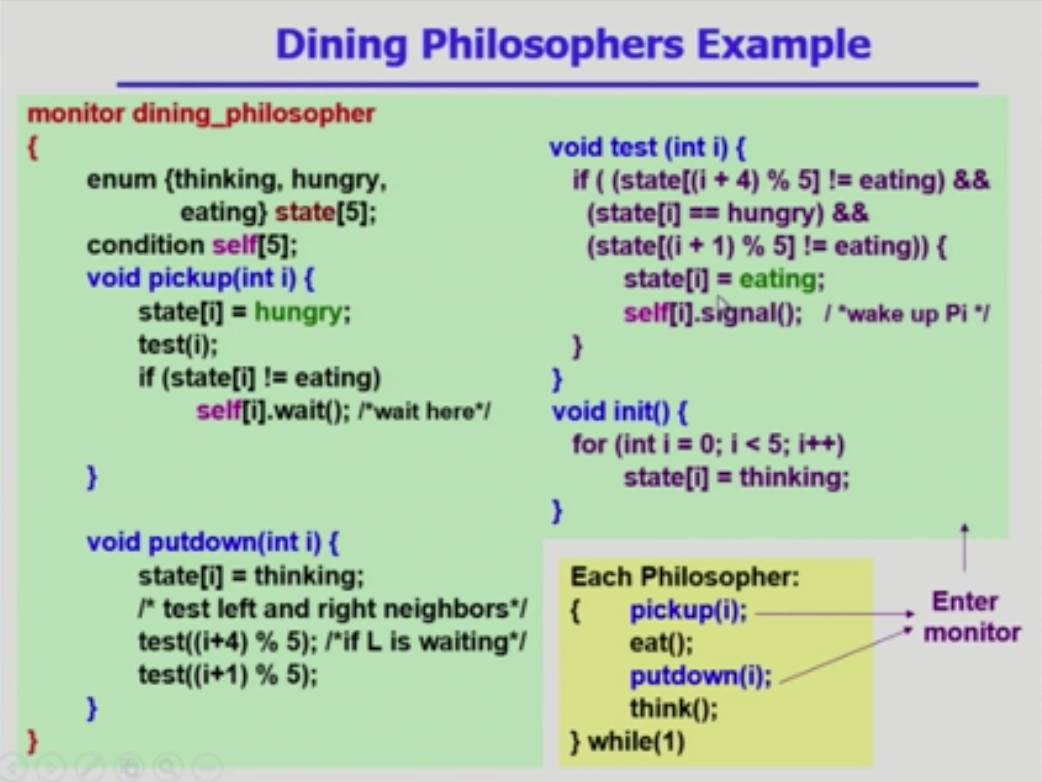 Dining Philosophers Example
monitor dining_philosopher
{
enum {thinking, hungry,
eating} state[5];
condition self[5];
void pickup(int i) {
state[i] = hungry;
test(i);
if (state[i] != eating)
self[i].wait(); /*wait here*/
}
void putdown(int i) {
state[i] = thinking;
/* test left and right neighbors*/
test((i+4) % 5); /*if L is waiting*/
test((i+1) % 5);
}
}
void test (int i) {
if ( (state[(i + 4) % 5] != eating) &&
(state[i] == hungry) &&
(state[(i + 1) % 5] != eating)) {
state[i] = eating;
self[i].signal(); / *wake up Pi */
}
}
void init() {
for (int i = 0; i < 5; i++)
state[i] = thinking;
}
Each Philosopher:
{ pickup(i);
eat();
putdown(i);
think();
} while(1)
Enter
monitor